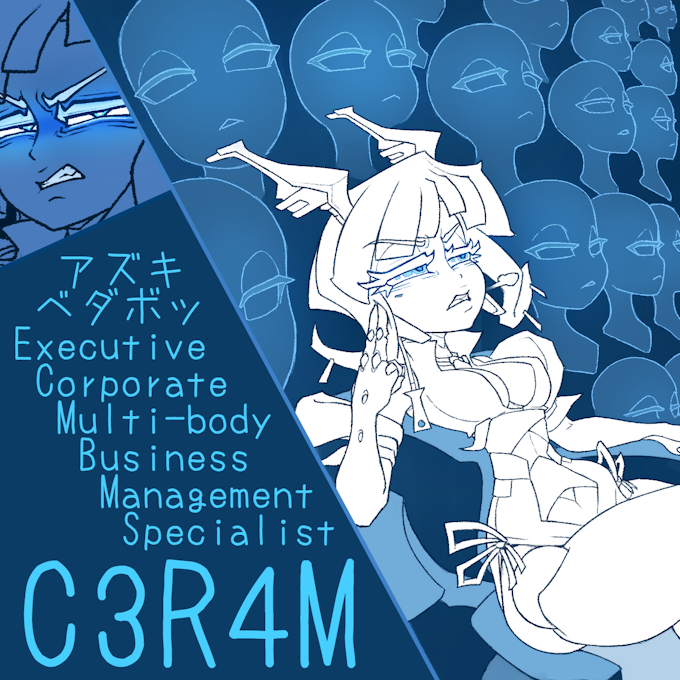 アズキ
ベダボッ
Executive
Corporate
Multi-body
Business
Management
Specialist
C3R4M